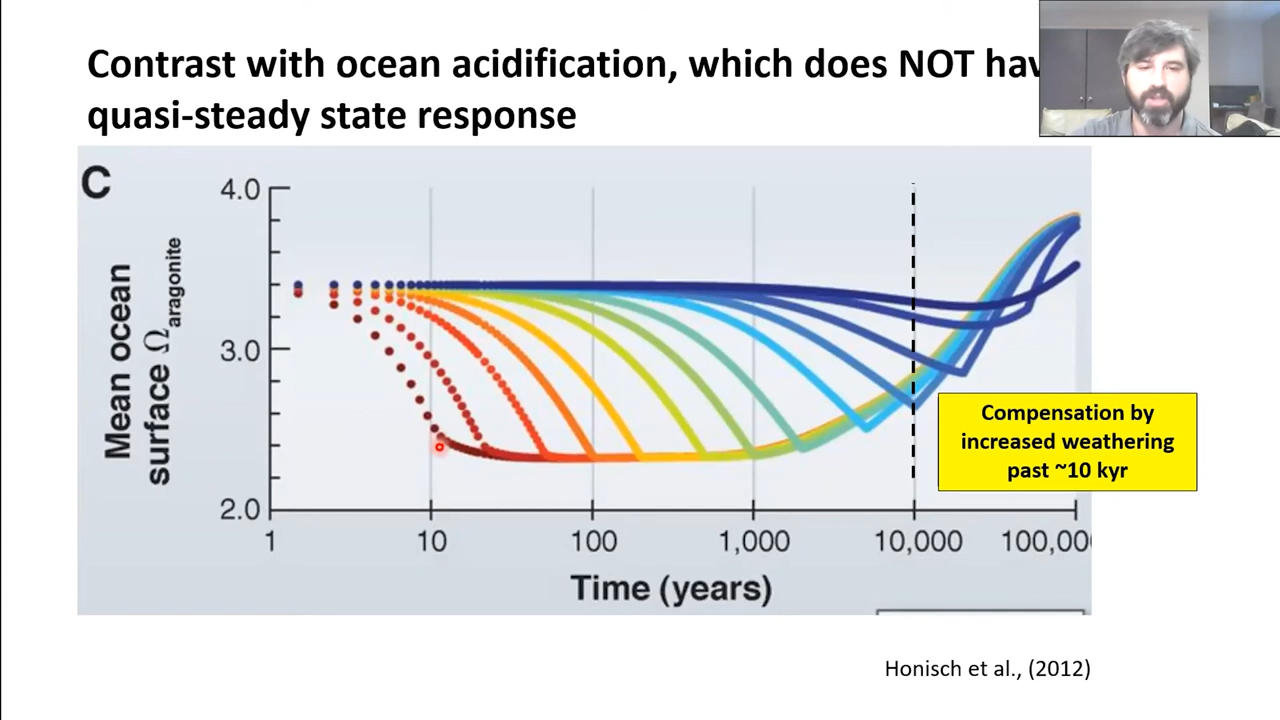 Contrast with ocean acidification, which does NOT hav
quasi-steady state response
C
Mean ocean
surface Ωaragonite
4.0
3.0
2.0
1
10
100
1,000
10,000
100,00
Time (years)
Compensation by
increased weathering
past ~10 kyr
Honisch et al., (2012)